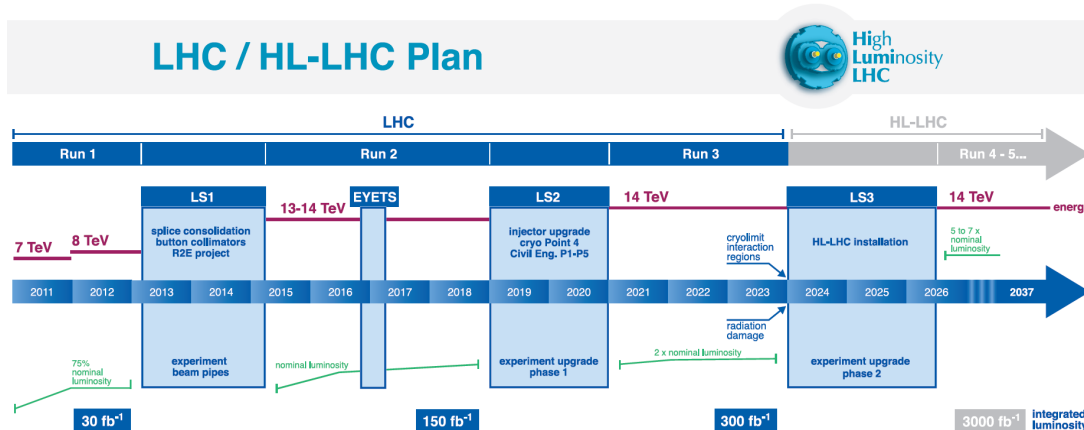 LHC / HL-LHC Plan
High
Luminosity
LHC
LHC
HL-LHC
Run 1
Run 2
Run 3
Run 4 - 5...
LS1
EYETS
LS2
LS3
13-14 TeV
14 TeV
14 TeV
energy
7 TeV
8 TeV
splice consolidation
button collimators
R2E project
injector upgrade
cryo Point 4
Civil Eng. P1-P5
cryolimit
interaction
regions
HL-LHC installation
5 to 7 x
nominal
luminosity
2011
2012
2013
2014
2015
2016
2017
2018
2019
2020
2021
2022
2023
2024
2025
2026
2037
radiation
damage
75%
nominal
luminosity
experiment
beam pipes
nominal luminosity
experiment upgrade
phase 1
2 x nominal luminosity
experiment upgrade
phase 2
30 fb⁻¹
150 fb⁻¹
300 fb⁻¹
3000 fb⁻¹
integrated
luminosity